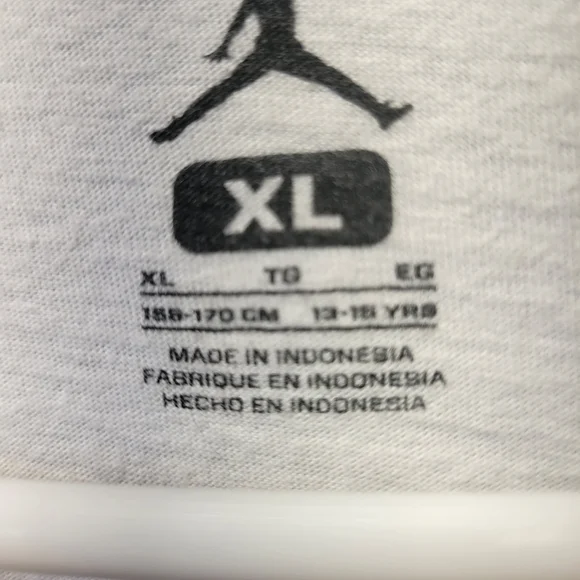 XL
XL TG EG
158-170 CM 13-15 YRS
MADE IN INDONESIA
FABRIQUE EN INDONESIA
HECHO EN INDONESIA